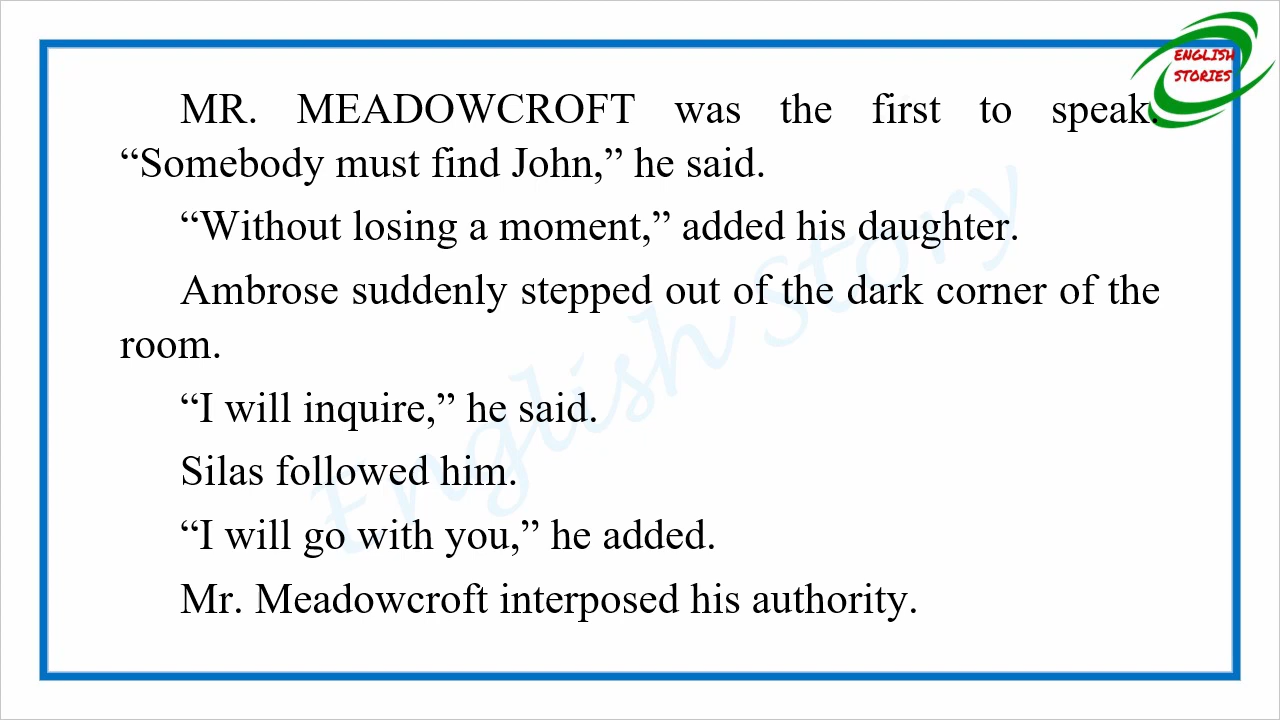 ENGLISH
STORIES
MR. MEADOWCROFT was the first to speak.
“Somebody must find John,” he said.
“Without losing a moment,” added his daughter.
Ambrose suddenly stepped out of the dark corner of the
room.
“I will inquire,” he said.
Silas followed him.
“I will go with you,” he added.
Mr. Meadowcroft interposed his authority.
English Story